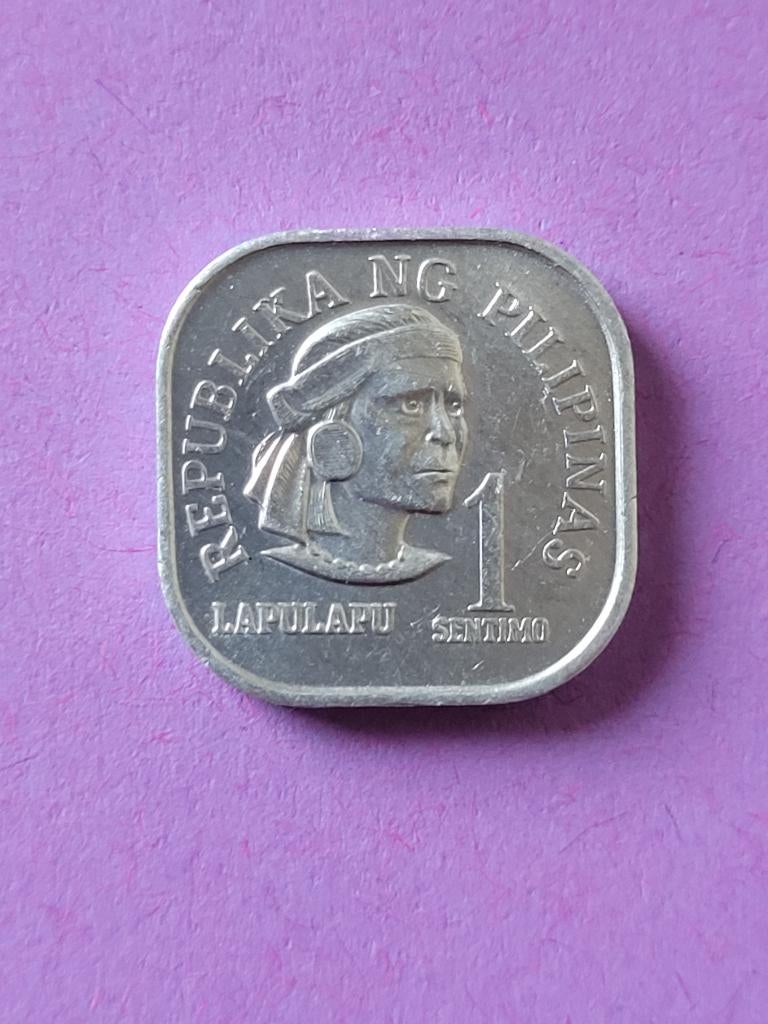 REPUBLIKA NG PILIPINAS
1
LAPULAPU
SENTIMO